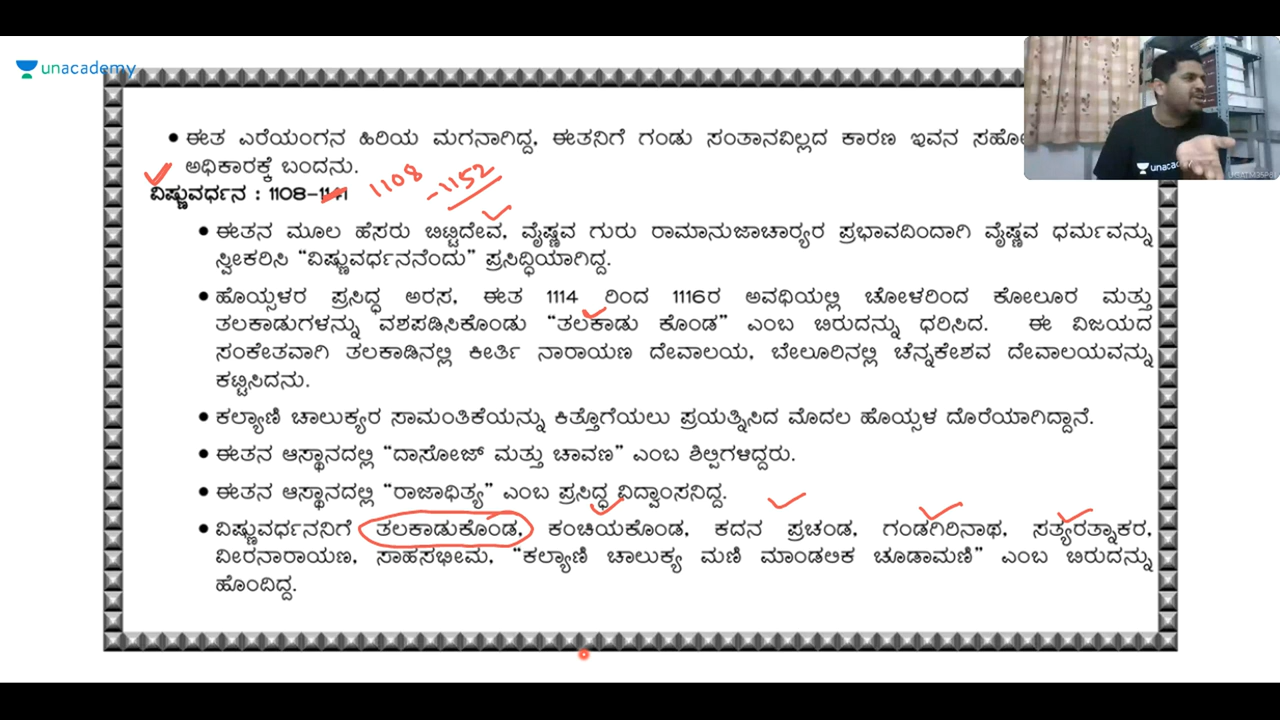 unacademy
• ಈತ ಎರೆಯಂಗನ ಹಿರಿಯ ಮಗನಾಗಿದ್ದ, ಈತನಿಗೆ ಗಂಡು ಸಂತಾನವಿಲ್ಲದ ಕಾರಣ ಇವನ
ಅಧಿಕಾರಕ್ಕೆ ಬಂದನು.
1108 -1152
ವಿಷ್ಣುವರ್ಧನ : 1108-1141
• ಈತನ ಮೂಲ ಹೆಸರು ಬಿಟ್ಟಿದೇವ, ವೈಷ್ಣವ ಗುರು ರಾಮಾನುಜಾಚಾರ‍್ಯರ ಪ್ರಭಾವದಿಂದಾಗಿ ವೈಷ್ಣವ ಧರ್ಮವನ್ನು
ಸ್ವೀಕರಿಸಿ “ವಿಷ್ಣುವರ್ಧನನೆಂದು” ಪ್ರಸಿದ್ಧಿಯಾಗಿದ್ದ.
• ಹೊಯ್ಸಳರ ಪ್ರಸಿದ್ಧ ಅರಸ, ಈತ 1114 ರಿಂದ 1116ರ ಅವಧಿಯಲ್ಲಿ ಚೋಳರಿಂದ ಕೋಲೂರ ಮತ್ತು
ತಲಕಾಡುಗಳನ್ನು ವಶಪಡಿಸಿಕೊಂಡು “ತಲಕಾಡು ಕೊಂಡ” ಎಂಬ ಬಿರುದನ್ನು ಧರಿಸಿದ. ಈ ವಿಜಯದ
ಸಂಕೇತವಾಗಿ ತಲಕಾಡಿನಲ್ಲಿ ಕೀರ್ತಿ ನಾರಾಯಣ ದೇವಾಲಯ, ಬೇಲೂರಿನಲ್ಲಿ ಚೆನ್ನಕೇಶವ ದೇವಾಲಯವನ್ನು
ಕಟ್ಟಿಸಿದನು.
• ಕಲ್ಯಾಣಿ ಚಾಲುಕ್ಯರ ಸಾಮಂತಿಕೆಯನ್ನು ಕಿತ್ತೊಗೆಯಲು ಪ್ರಯತ್ನಿಸಿದ ಮೊದಲ ಹೊಯ್ಸಳ ದೊರೆಯಾಗಿದ್ದಾನೆ.
• ಈತನ ಆಸ್ಥಾನದಲ್ಲಿ “ದಾಸೋಜ್ ಮತ್ತು ಚಾವಣ” ಎಂಬ ಶಿಲ್ಪಿಗಳಿದ್ದರು.
• ಈತನ ಆಸ್ಥಾನದಲ್ಲಿ “ರಾಜಾಧಿತ್ಯ” ಎಂಬ ಪ್ರಸಿದ್ಧ ವಿದ್ವಾಂಸನಿದ್ದ.
• ವಿಷ್ಣುವರ್ಧನನಿಗೆ ತಲಕಾಡುಕೊಂಡ, ಕಂಚಿಯಕೊಂಡ, ಕದನ ಪ್ರಚಂಡ, ಗಂಡಗಿರಿನಾಥ, ಸತ್ಯರತ್ನಾಕರ,
ವೀರನಾರಾಯಣ, ಸಾಹಸಭೀಮ, “ಕಲ್ಯಾಣಿ ಚಾಲುಕ್ಯ ಮಣಿ ಮಾಂಡಲಿಕ ಚೂಡಾಮಣಿ” ಎಂಬ ಬಿರುದನ್ನು
ಹೊಂದಿದ್ದ.